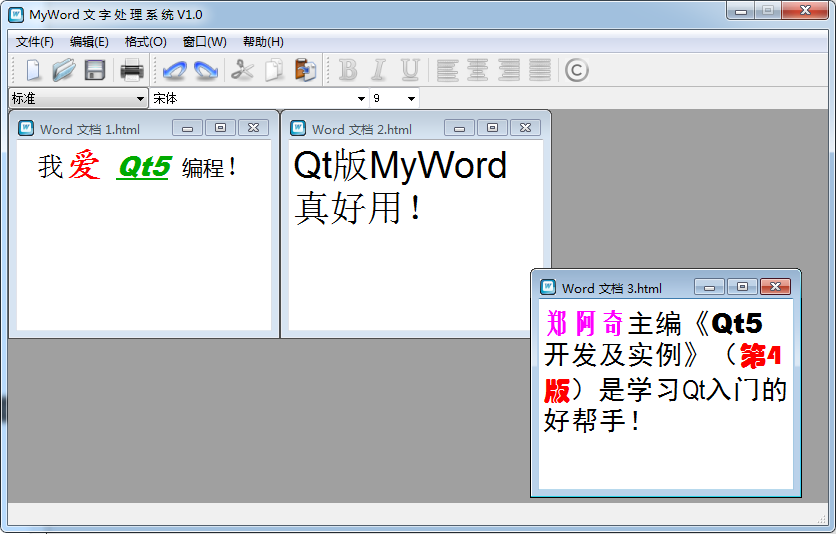 MyWord 文字处理系统 V1.0
文件(F) 编辑(E) 格式(O) 窗口(W) 帮助(H)
B I U C
标准 宋体 9
Word 文档 1.html
我爱 Qt5 编程！
Word 文档 2.html
Qt版MyWord
真好用！
Word 文档 3.html
郑阿奇主编《Qt5
开发及实例》（第4
版）是学习Qt入门的
好帮手！